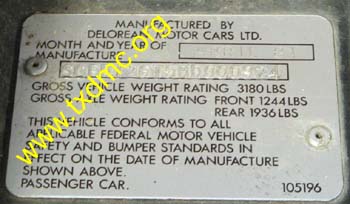 MANUFACTURED BY
DELOREAN MOTOR CARS LTD.
MONTH AND YEAR OF
MANUFACTURE
GROSS VEHICLE WEIGHT RATING 3180 LBS
GROSS AXLE WEIGHT RATING FRONT 1244 LBS
REAR 1936 LBS
THIS VEHICLE CONFORMS TO ALL
APPLICABLE FEDERAL MOTOR VEHICLE
SAFETY AND BUMPER STANDARDS IN
EFFECT ON THE DATE OF MANUFACTURE
SHOWN ABOVE.
PASSENGER CAR. 105196
www.txdmc.org